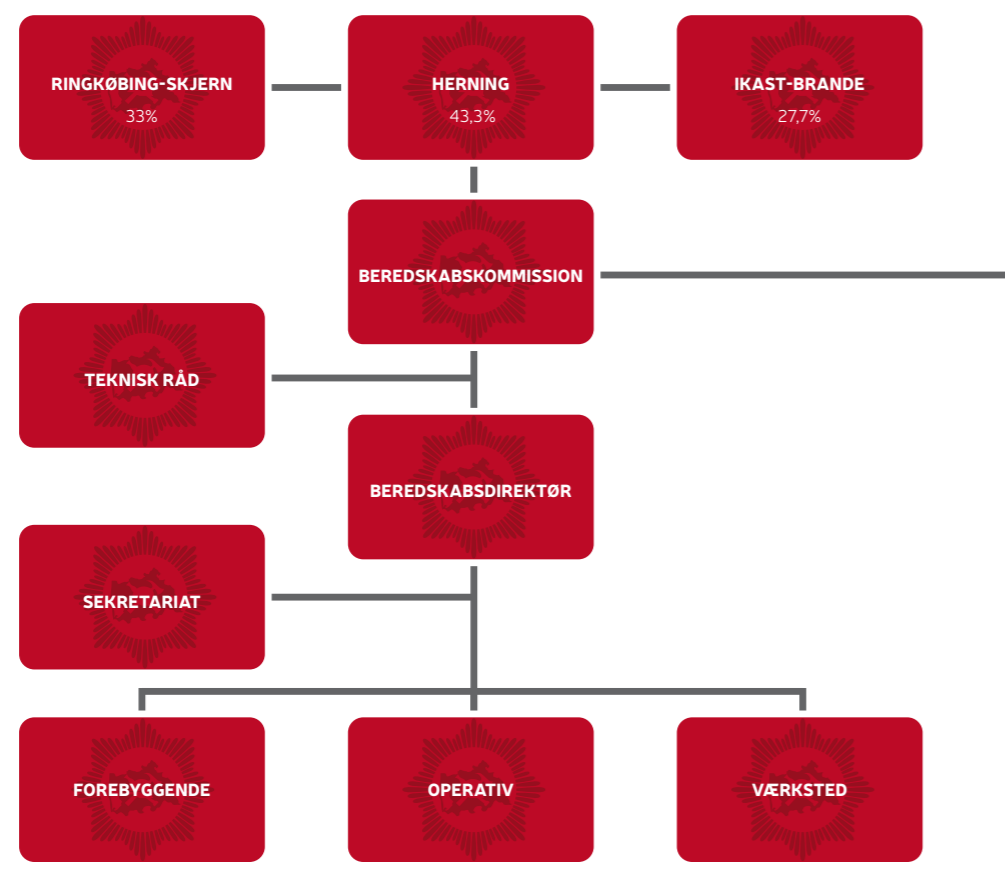 RINGKØBING-SKJERN
33%
HERNING
43,3%
IKAST-BRANDE
27,7%
BEREDSKABSKOMMISSION
TEKNISK RÅD
BEREDSKABSDIREKTØR
SEKRETARIAT
FOREBYGGENDE
OPERATIV
VÆRKSTED